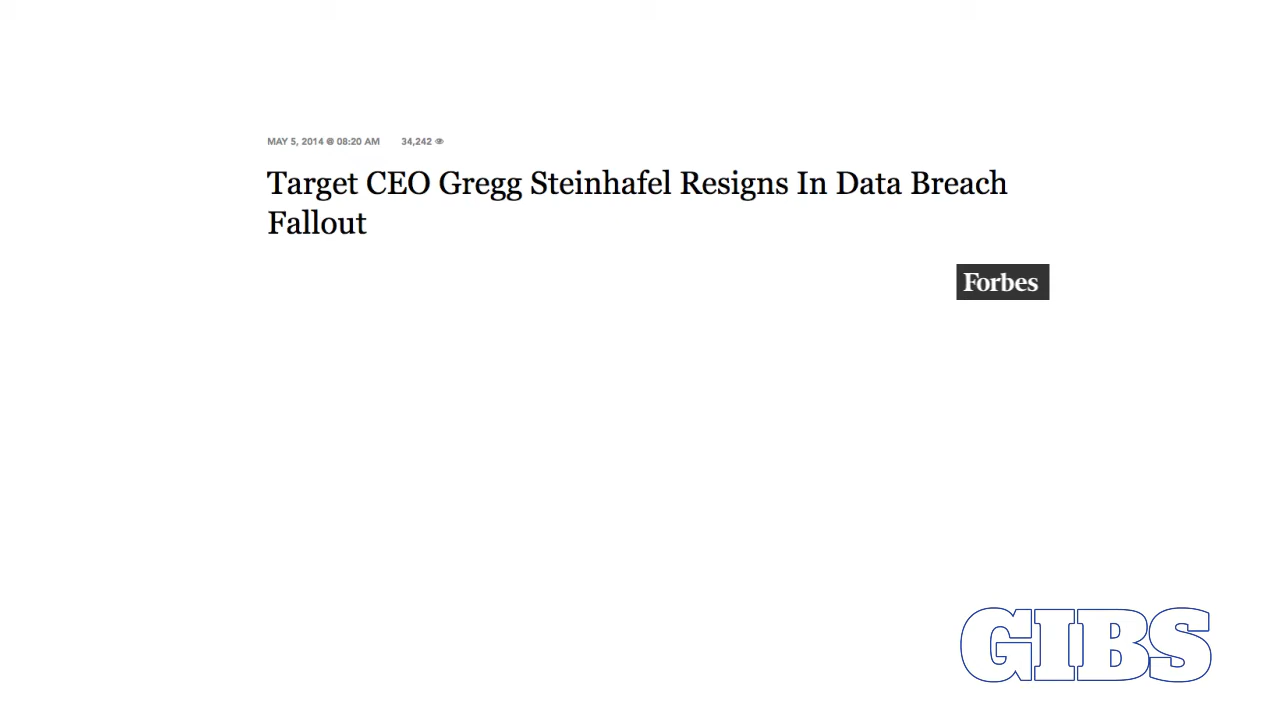 MAY 5, 2014 @ 08:20 AM 34,242
Target CEO Gregg Steinhafel Resigns In Data Breach
Fallout
Forbes
GIBS